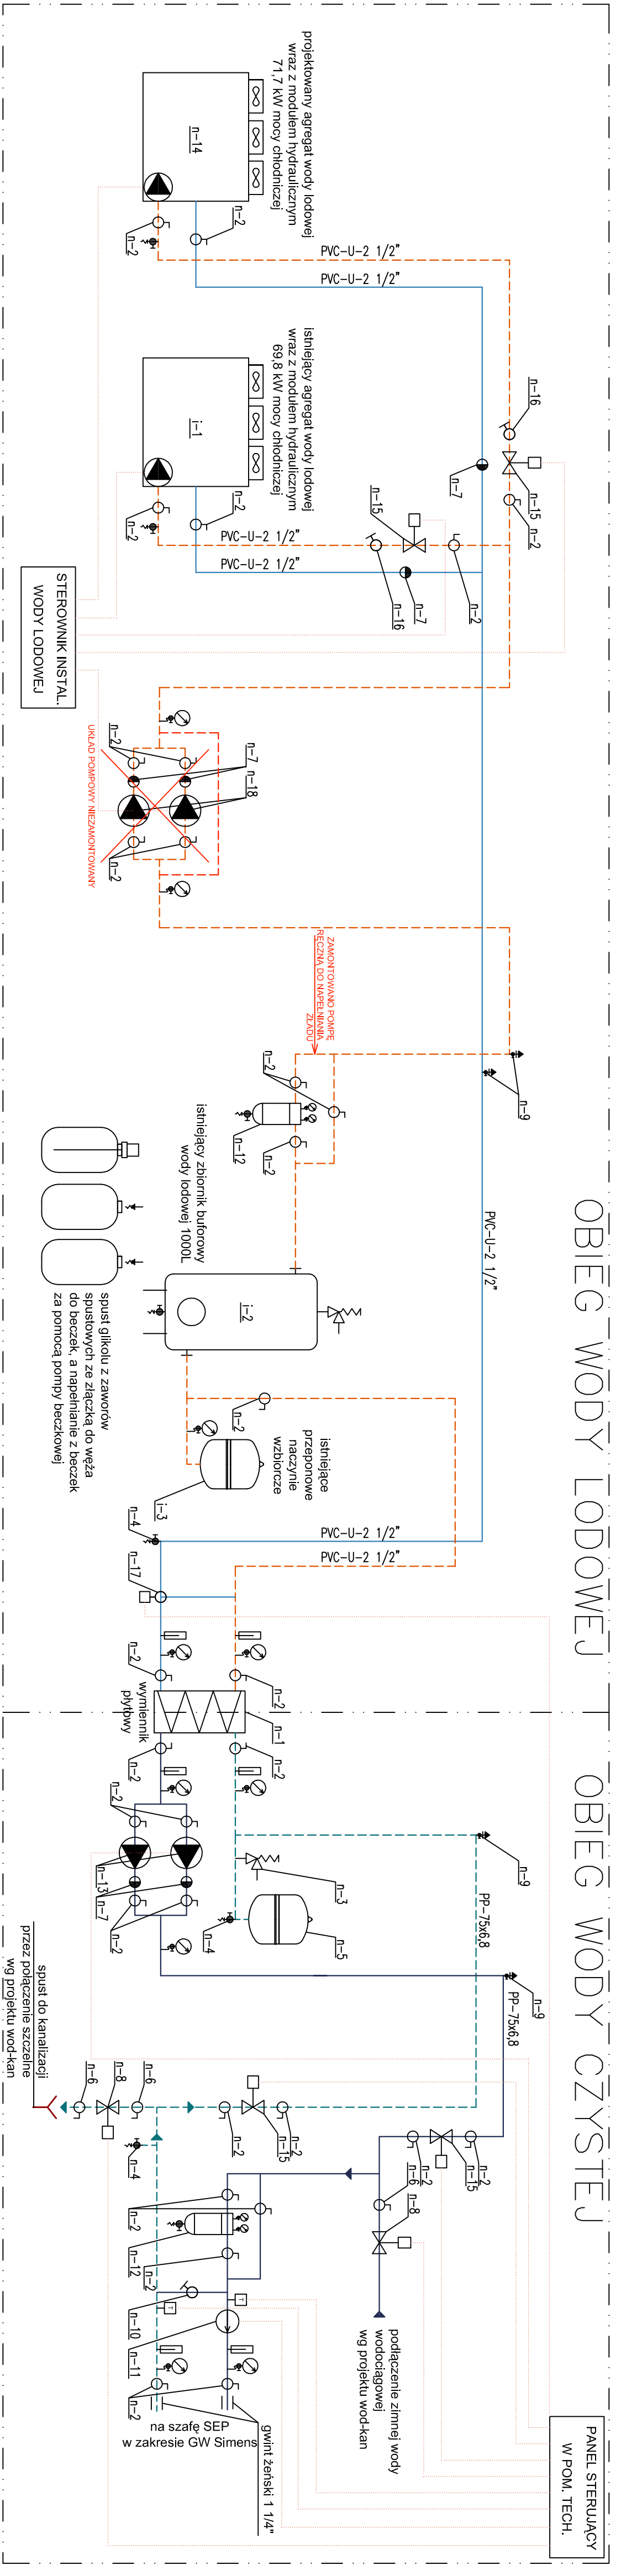 OBIEG WODY LODOWEJ
OBIEG WODY CZYSTEJ
projektowany agregat wody lodowej
wraz z modułem hydraulicznym
71,7 kW mocy chłodniczej
n-14
n-2
n-2
PVC-U-2 1/2"
PVC-U-2 1/2"
istniejący agregat wody lodowej
wraz z modułem hydraulicznym
69,8 kW mocy chłodniczej
i-1
n-2
n-2
PVC-U-2 1/2"
PVC-U-2 1/2"
n-16
n-15
n-2
n-7
n-15
n-2
n-7
n-16
STEROWNIK INSTAL.
WODY LODOWEJ
n-2
n-7
n-18
n-2
UKŁAD POMPOWY NIEZAMONTOWANY
ZAMONTOWANO POMPĘ
RĘCZNĄ DO NAPEŁNIANIA
ZŁADU
n-9
n-2
n-12
n-2
PVC-U-2 1/2"
istniejący zbiornik buforowy
wody lodowej 1000L
i-2
spust glikolu z zaworów
spustowych ze złączką do węża
do beczek, a napełnianie z beczek
za pomocą pompy beczkowej
n-2
istniejące
przeponowe
naczynie
wzbiorcze
i-3
n-4
n-17
PVC-U-2 1/2"
PVC-U-2 1/2"
n-2
n-2
n-1
n-2
wymiennik
płytowy
n-2
n-2
n-13
n-7
n-2
n-3
n-5
n-4
n-9
PP-75x6,8
n-9
PP-75x6,8
spust do kanalizacji
przez połączenie szczelne
wg projektu wod-kan
n-6
n-8
n-6
n-4
n-2
n-15
n-2
n-2
n-15
n-2
n-6
n-8
n-2
n-12
n-2
n-10
n-11
n-2
T
T
podłączenie zimnej wody
wodociągowej
wg projektu wod-kan
gwint żeński 1 1/4"
na szafę SEP
w zakresie GW Simens
PANEL STERUJĄCY
W POM. TECH.